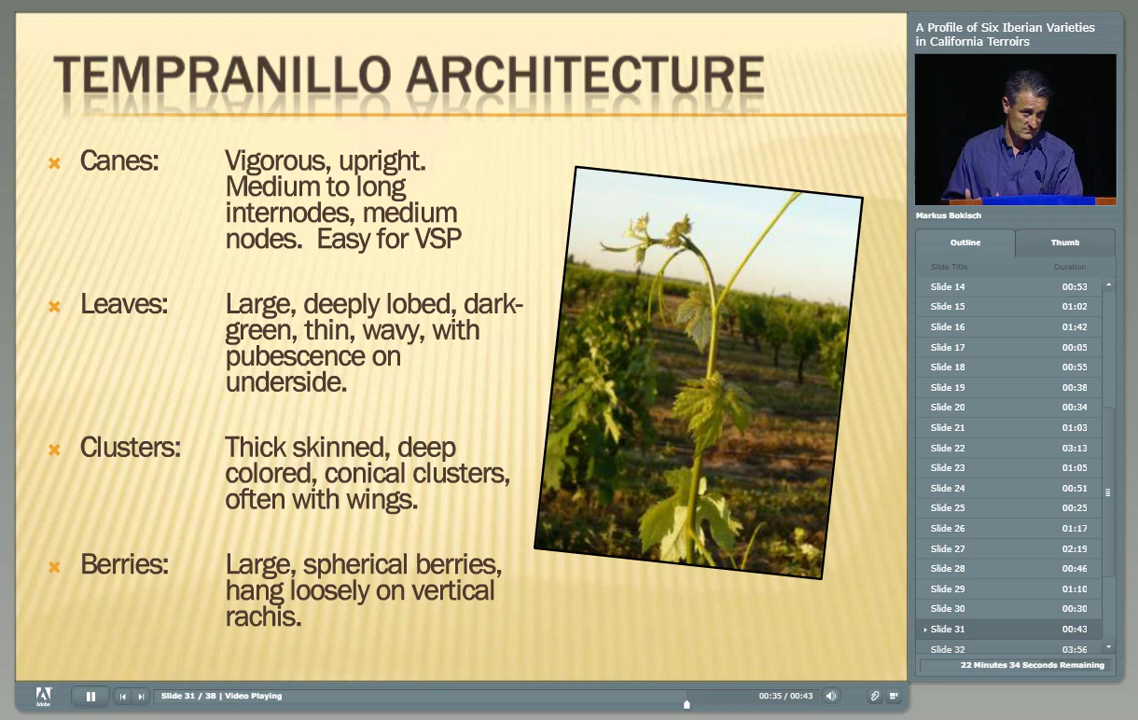 TEMPRANILLO ARCHITECTURE
Canes: Vigorous, upright.
Medium to long
internodes, medium
nodes. Easy for VSP
Leaves: Large, deeply lobed, dark-
green, thin, wavy, with
pubescence on
underside.
Clusters: Thick skinned, deep
colored, conical clusters,
often with wings.
Berries: Large, spherical berries,
hang loosely on vertical
rachis.
A Profile of Six Iberian Varieties
in California Terroirs
Markus Bokisch
Outline Thumb
Slide Title Duration
Slide 14 00:53
Slide 15 01:02
Slide 16 01:42
Slide 17 00:05
Slide 18 00:55
Slide 19 00:38
Slide 20 00:34
Slide 21 01:03
Slide 22 03:13
Slide 23 01:05
Slide 24 00:51
Slide 25 00:25
Slide 26 01:17
Slide 27 02:19
Slide 28 00:46
Slide 29 01:10
Slide 30 00:30
Slide 31 00:43
Slide 32 03:56
22 Minutes 34 Seconds Remaining
Adobe
Slide 31 / 38 | Video Playing
00:35 / 00:43